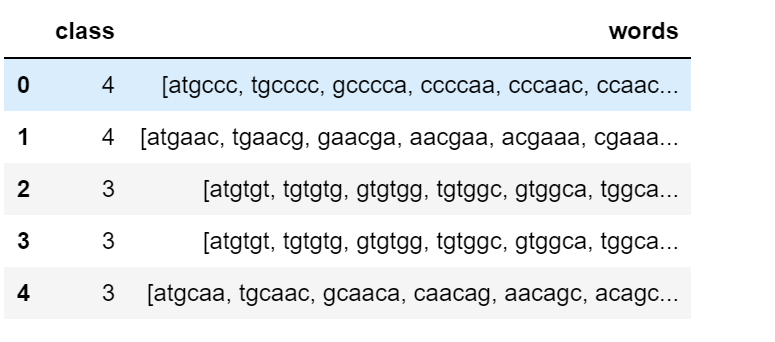 class words
0 4 [atgccc, tgcccc, gcccca, ccccaa, cccaac, ccaac...
1 4 [atgaac, tgaacg, gaacga, aacgaa, acgaaa, cgaaa...
2 3 [atgtgt, tgtgtg, gtgtgg, tgtggc, gtggca, tggca...
3 3 [atgtgt, tgtgtg, gtgtgg, tgtggc, gtggca, tggca...
4 3 [atgcaa, tgcaac, gcaaca, caacag, aacagc, acagc...